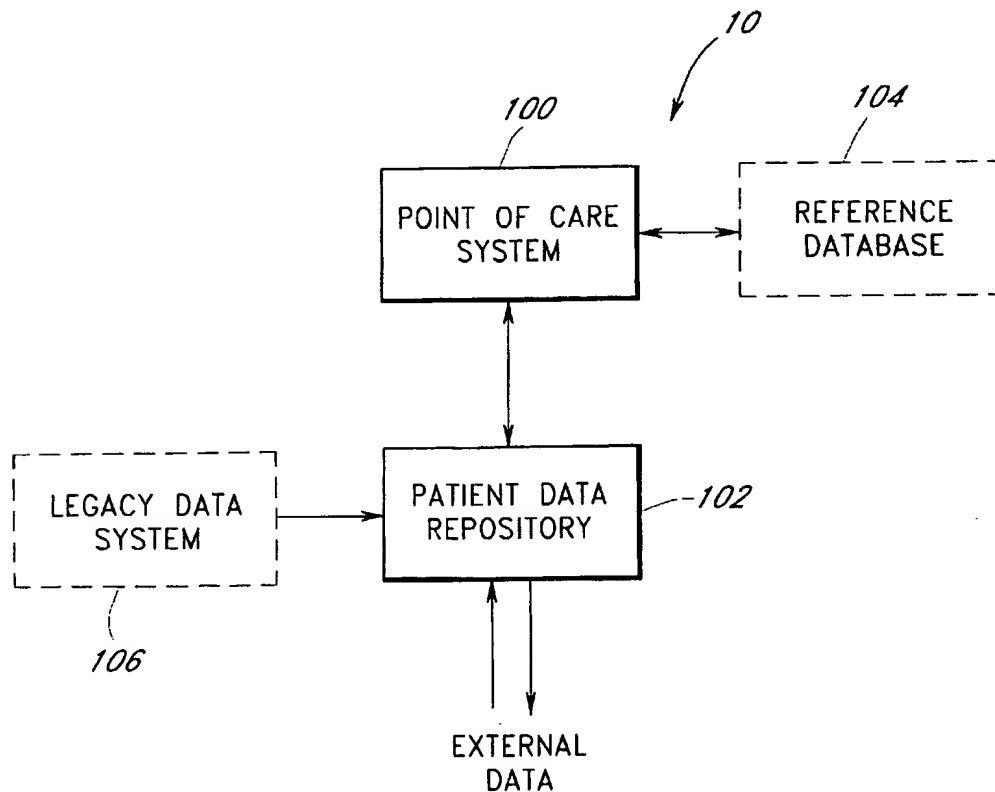 10
100
104
POINT OF CARE
SYSTEM
REFERENCE
DATABASE
LEGACY DATA
SYSTEM
PATIENT DATA
REPOSITORY
102
106
EXTERNAL
DATA